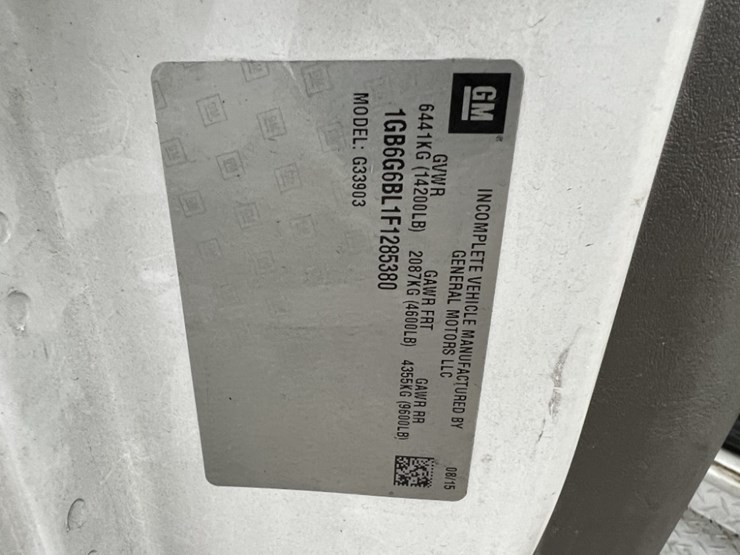 GM
INCOMPLETE VEHICLE MANUFACTURED BY
GENERAL MOTORS LLC
08/15
GVWR GAWR FRT GAWR RR
6441KG (14200LB) 2087KG (4600LB) 4355KG (9600LB)
1GB6G6BL1F1285380
MODEL: G33903